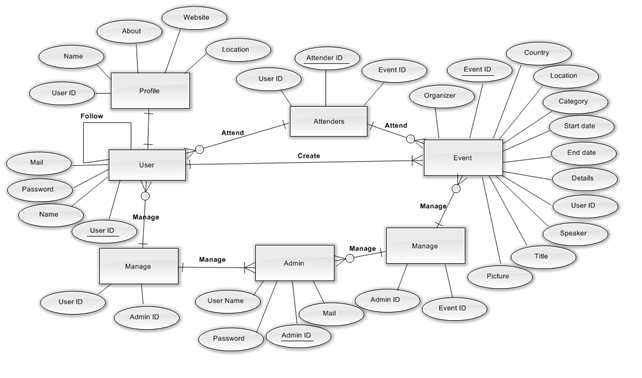 Website
About
Country
Name
Location
Attender ID
Event ID
Event ID
Location
User ID
User ID
Profile
Organizer
Category
Follow
Attenders
Attend
Attend
Start date
Mail
User
Create
Event
End date
Password
Details
Name
Manage
Manage
User ID
User ID
Speaker
Manage
Manage
Admin
Manage
Manage
Title
Picture
User ID
Admin ID
User Name
Password
Admin ID
Mail
Admin ID
Event ID